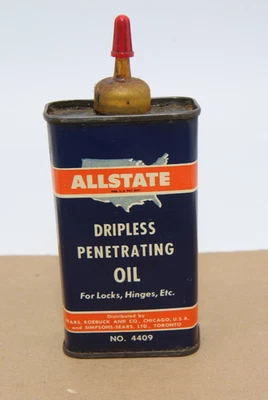 ALLSTATE
DRIPLESS
PENETRATING
OIL
For Locks, Hinges, Etc.
Distributed by
SEARS, ROEBUCK AND CO., CHICAGO, U.S.A.
and SIMPSONS-SEARS, LTD., TORONTO
NO. 4409